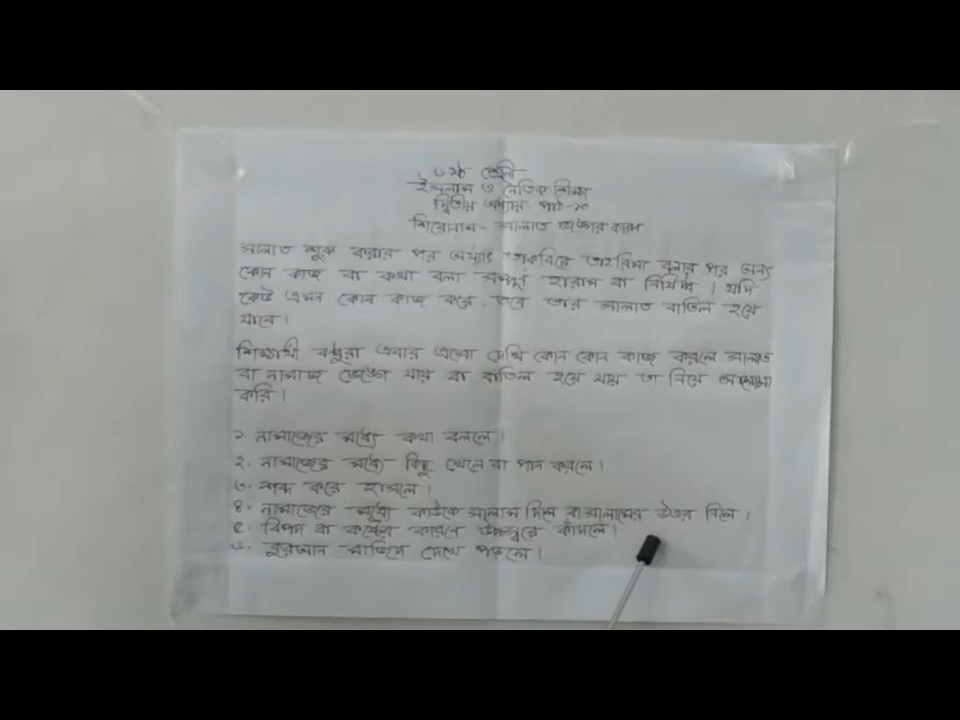 ৬ষ্ঠ শ্রেণী
ইসলাম ও নৈতিক শিক্ষা
দ্বিতীয় অধ্যায়- পাঠ-১০
শিরোনাম- সালাত ভঙ্গের কারণ
সালাত শুরু করার পর অর্থাৎ তাকবিরে তাহরিমা বলার পর অন্য
কোন কাজ বা কথা বলা সম্পূর্ণ হারাম বা নিষিদ্ধ। যদি
কেউ এমন কোন কাজ করে, তবে তার সালাত বাতিল হয়ে
যাবে।
শিক্ষার্থী বন্ধুরা এবার এসো দেখি কোন কোন কাজ করলে সালাত
বা নামাজ ভেঙ্গে যায় বা বাতিল হয়ে যায় তা নিয়ে আলোচনা
করি।
১. নামাজের মধ্যে কথা বললে।
২. নামাজের মধ্যে কিছু খেলে বা পান করলে।
৩. শব্দ করে হাসলে।
৪. নামাজের মধ্যে কাউকে সালাম দিলে বা সালামের উত্তর নিলে।
৫. বিপদ বা কষ্টের কারণে উচ্চস্বরে কাঁদলে।
৬. কুরআন মাজিদ দেখে পড়লে।